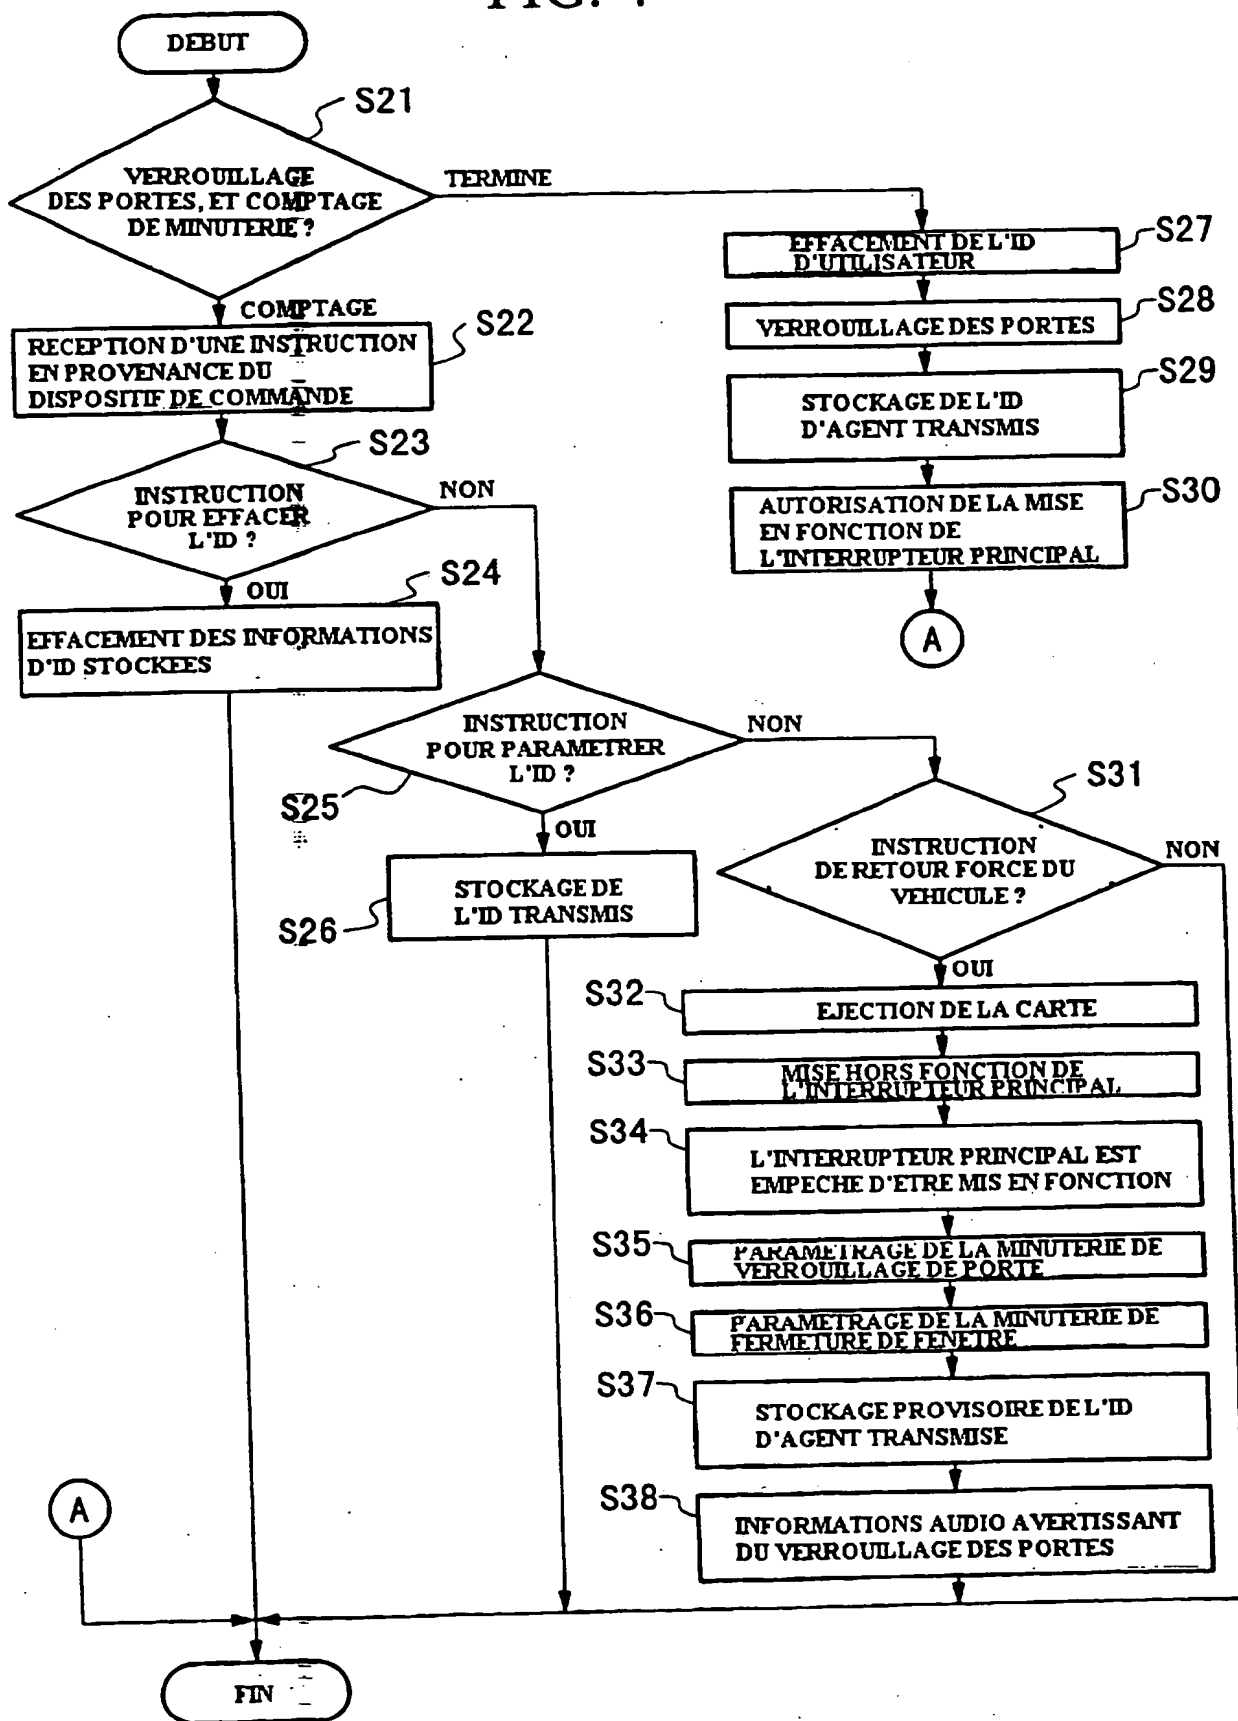 DEBUT
S21
VERROUILLAGE
DES PORTES, ET COMPTAGE
DE MINUTERIE ?
TERMINE
COMPTAGE
S22
RECEPTION D'UNE INSTRUCTION
EN PROVENANCE DU
DISPOSITIF DE COMMANDE
S23
INSTRUCTION
POUR EFFACER
L'ID ?
NON
OUI
S24
EFFACEMENT DES INFORMATIONS
D'ID STOCKEES
S27
EFFACEMENT DE L'ID
D'UTILISATEUR
S28
VERROUILLAGE DES PORTES
S29
STOCKAGE DE L'ID
D'AGENT TRANSMIS
S30
AUTORISATION DE LA MISE
EN FONCTION DE
L'INTERRUPTEUR PRINCIPAL
A
INSTRUCTION
POUR PARAMETRER
L'ID ?
NON
S25
OUI
STOCKAGE DE
L'ID TRANSMIS
S26
S31
INSTRUCTION
DE RETOUR FORCE DU
VEHICULE ?
NON
OUI
S32
EJECTION DE LA CARTE
S33
MISE HORS FONCTION DE
L'INTERRUPTEUR PRINCIPAL
S34
L'INTERRUPTEUR PRINCIPAL EST
EMPECHE D'ETRE MIS EN FONCTION
S35
PARAMETRAGE DE LA MINUTERIE DE
VERROUILLAGE DE PORTE
S36
PARAMETRAGE DE LA MINUTERIE DE
FERMETURE DE FENETRE
S37
STOCKAGE PROVISOIRE DE L'ID
D'AGENT TRANSMISE
S38
INFORMATIONS AUDIO AVERTISSANT
DU VERROUILLAGE DES PORTES
A
FIN